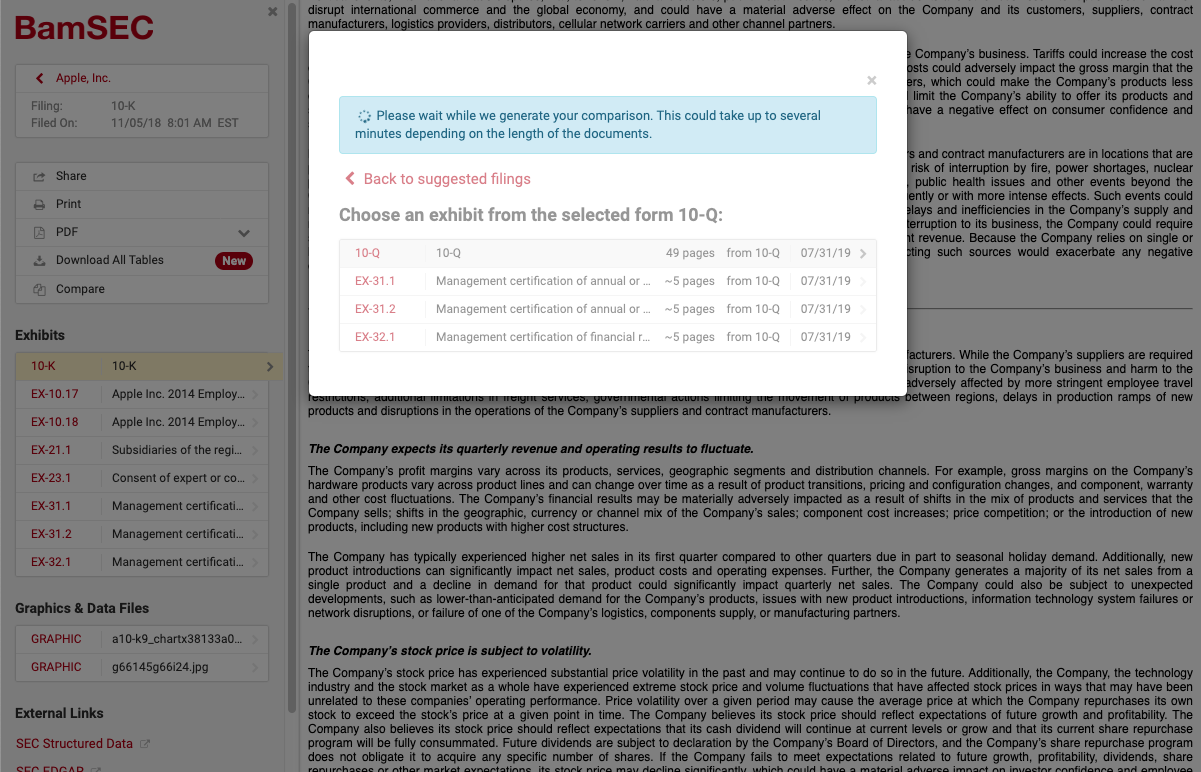 BamSEC
Apple, Inc.
Filing: 10-K
Filed On: 11/05/18 8:01 AM EST
Share
Print
PDF
Download All Tables New
Compare
Exhibits
10-K 10-K
EX-10.17 Apple Inc. 2014 Employ...
EX-10.18 Apple Inc. 2014 Employ...
EX-21.1 Subsidiaries of the regi...
EX-23.1 Consent of expert or co...
EX-31.1 Management certificati...
EX-31.2 Management certificati...
EX-32.1 Management certificati...
Graphics & Data Files
GRAPHIC a10-k9_chartx38133a0...
GRAPHIC g66145g66i24.jpg
External Links
SEC Structured Data
SEC EDGAR
disrupt international commerce and the global economy, and could have a material adverse effect on the Company and its customers, suppliers, contract
manufacturers, logistics providers, distributors, cellular network carriers and other channel partners.
Please wait while we generate your comparison. This could take up to several
minutes depending on the length of the documents.
Back to suggested filings
Choose an exhibit from the selected form 10-Q:
10-Q 10-Q 49 pages from 10-Q 07/31/19
EX-31.1 Management certification of annual or ... ~5 pages from 10-Q 07/31/19
EX-31.2 Management certification of annual or ... ~5 pages from 10-Q 07/31/19
EX-32.1 Management certification of financial r... ~5 pages from 10-Q 07/31/19
Company's business. Tariffs could increase the cost
costs could adversely impact the gross margin that the
which could make the Company's products less
limit the Company's ability to offer its products and
have a negative effect on consumer confidence and
and contract manufacturers are in locations that are
risk of interruption by fire, power shortages, nuclear
public health issues and other events beyond the
or with more intense effects. Such events could
delays and inefficiencies in the Company's supply and
interruption to its business, the Company could require
revenue. Because the Company relies on single or
such sources would exacerbate any negative
While the Company's suppliers are required
disruption to the Company's business and harm to the
adversely affected by more stringent employee travel
restrictions, additional limitations in freight services, governmental actions limiting the movement of products between regions, delays in production ramps of new
products and disruptions in the operations of the Company's suppliers and contract manufacturers.
The Company expects its quarterly revenue and operating results to fluctuate.
The Company's profit margins vary across its products, services, geographic segments and distribution channels. For example, gross margins on the Company's
hardware products vary across product lines and can change over time as a result of product transitions, pricing and configuration changes, and component, warranty
and other cost fluctuations. The Company's financial results may be materially adversely impacted as a result of shifts in the mix of products and services that the
Company sells; shifts in the geographic, currency or channel mix of the Company's sales; component cost increases; price competition; or the introduction of new
products, including new products with higher cost structures.
The Company has typically experienced higher net sales in its first quarter compared to other quarters due in part to seasonal holiday demand. Additionally, new
product introductions can significantly impact net sales, product costs and operating expenses. Further, the Company generates a majority of its net sales from a
single product and a decline in demand for that product could significantly impact quarterly net sales. The Company could also be subject to unexpected
developments, such as lower-than-anticipated demand for the Company's products, issues with new product introductions, information technology system failures or
network disruptions, or failure of one of the Company's logistics, components supply, or manufacturing partners.
The Company's stock price is subject to volatility.
The Company's stock price has experienced substantial price volatility in the past and may continue to do so in the future. Additionally, the Company, the technology
industry and the stock market as a whole have experienced extreme stock price and volume fluctuations that have affected stock prices in ways that may have been
unrelated to these companies' operating performance. Price volatility over a given period may cause the average price at which the Company repurchases its own
stock to exceed the stock's price at a given point in time. The Company believes its stock price should reflect expectations of future growth and profitability. The
Company also believes its stock price should reflect expectations that its cash dividend will continue at current levels or grow and that its current share repurchase
program will be fully consummated. Future dividends are subject to declaration by the Company's Board of Directors, and the Company's share repurchase program
does not obligate it to acquire any specific number of shares. If the Company fails to meet expectations related to future growth, profitability, dividends, share
repurchases or other market expectations, its stock price may decline significantly, which could have a material adverse impact on investor confidence and employee